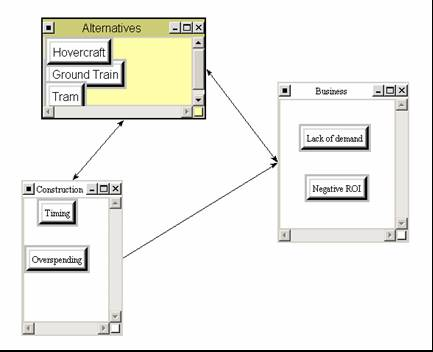 Alternatives
Hovercraft
Ground Train
Tram
Business
Lack of demand
Negative ROI
Construction
Timing
Overspending